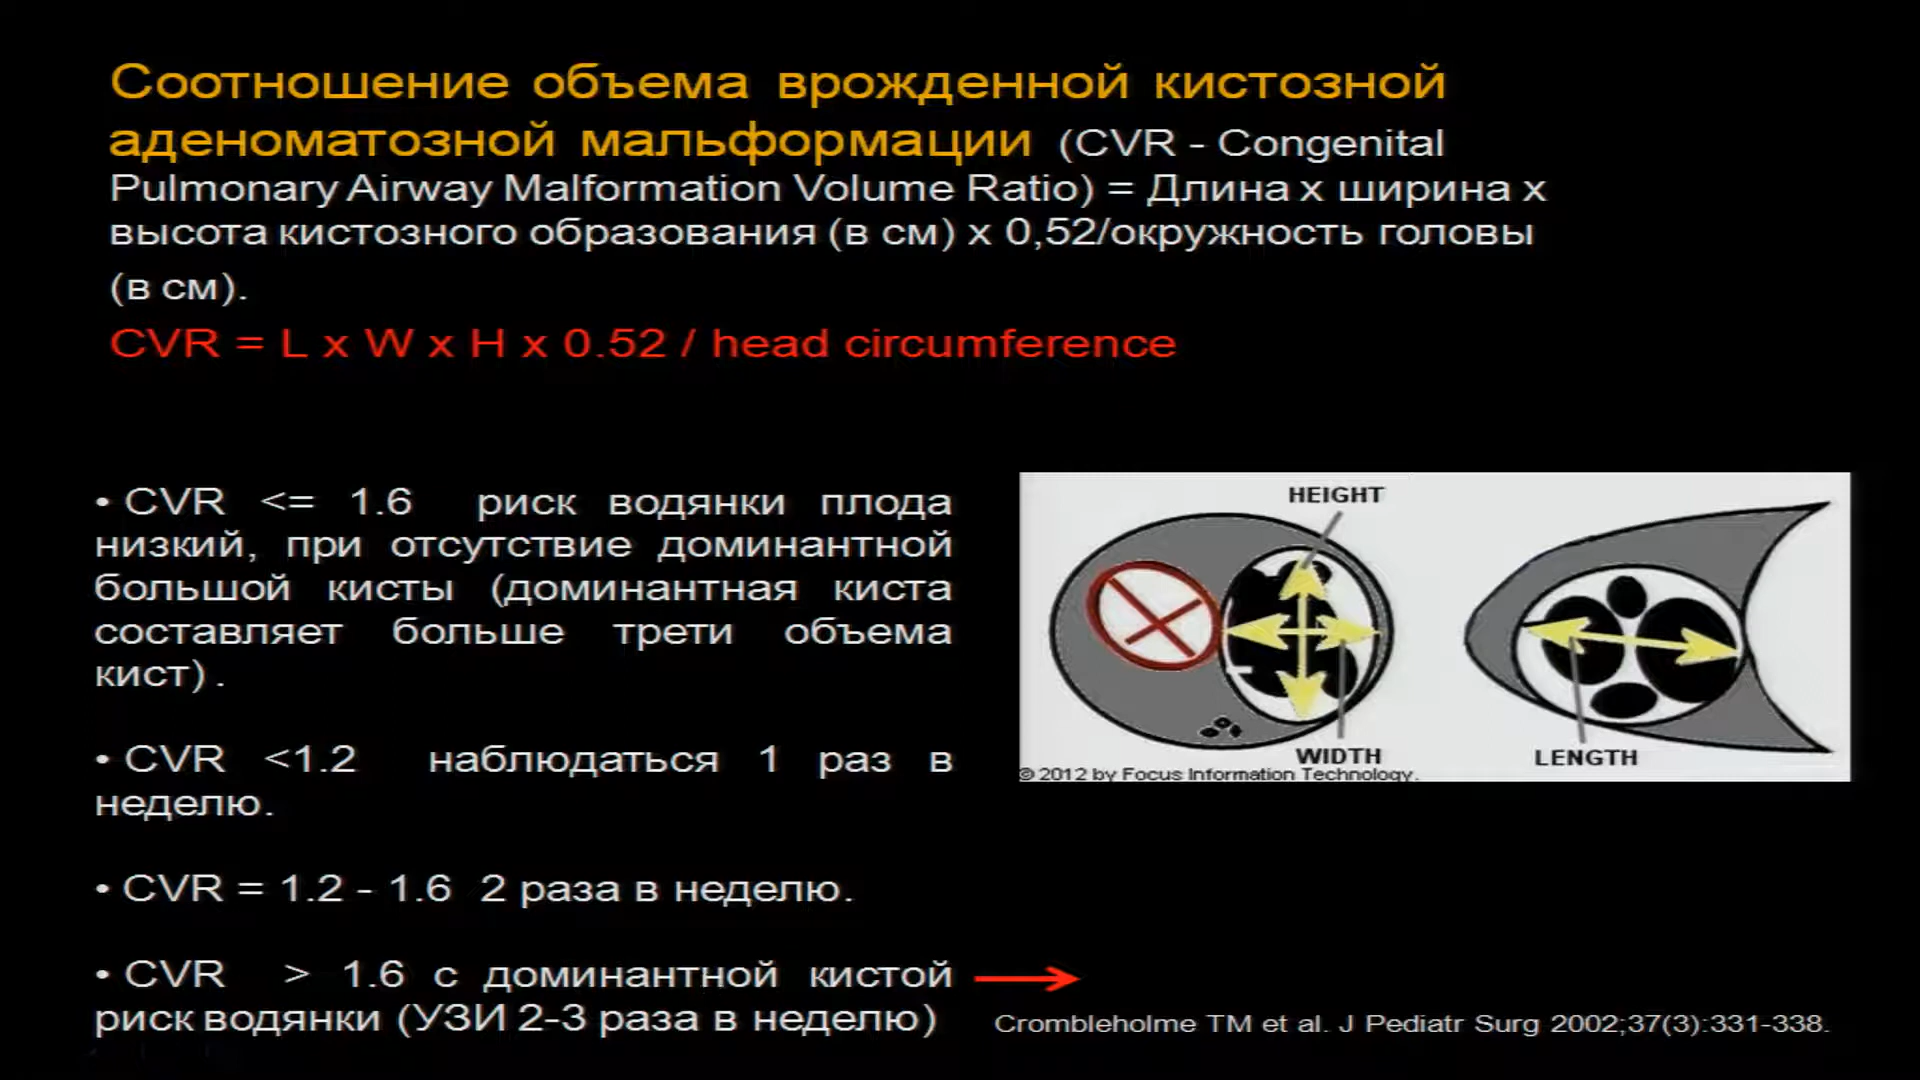 Соотношение объема врожденной кистозной
аденоматозной мальформации (CVR - Congenital
Pulmonary Airway Malformation Volume Ratio) = Длина х ширина х
высота кистозного образования (в см) х 0,52/окружность головы
(в см).
CVR = L x W x H x 0.52 / head circumference
• CVR <= 1.6 риск водянки плода
низкий, при отсутствие доминантной
большой кисты (доминантная киста
составляет больше трети объема
кист) .
• CVR <1.2 наблюдаться 1 раз в
неделю.
• CVR = 1.2 - 1.6 2 раза в неделю.
• CVR > 1.6 с доминантной кистой
риск водянки (УЗИ 2-3 раза в неделю)
HEIGHT
WIDTH
LENGTH
© 2012 by Focus Information Technology.
Crombleholme TM et al. J Pediatr Surg 2002;37(3):331-338.